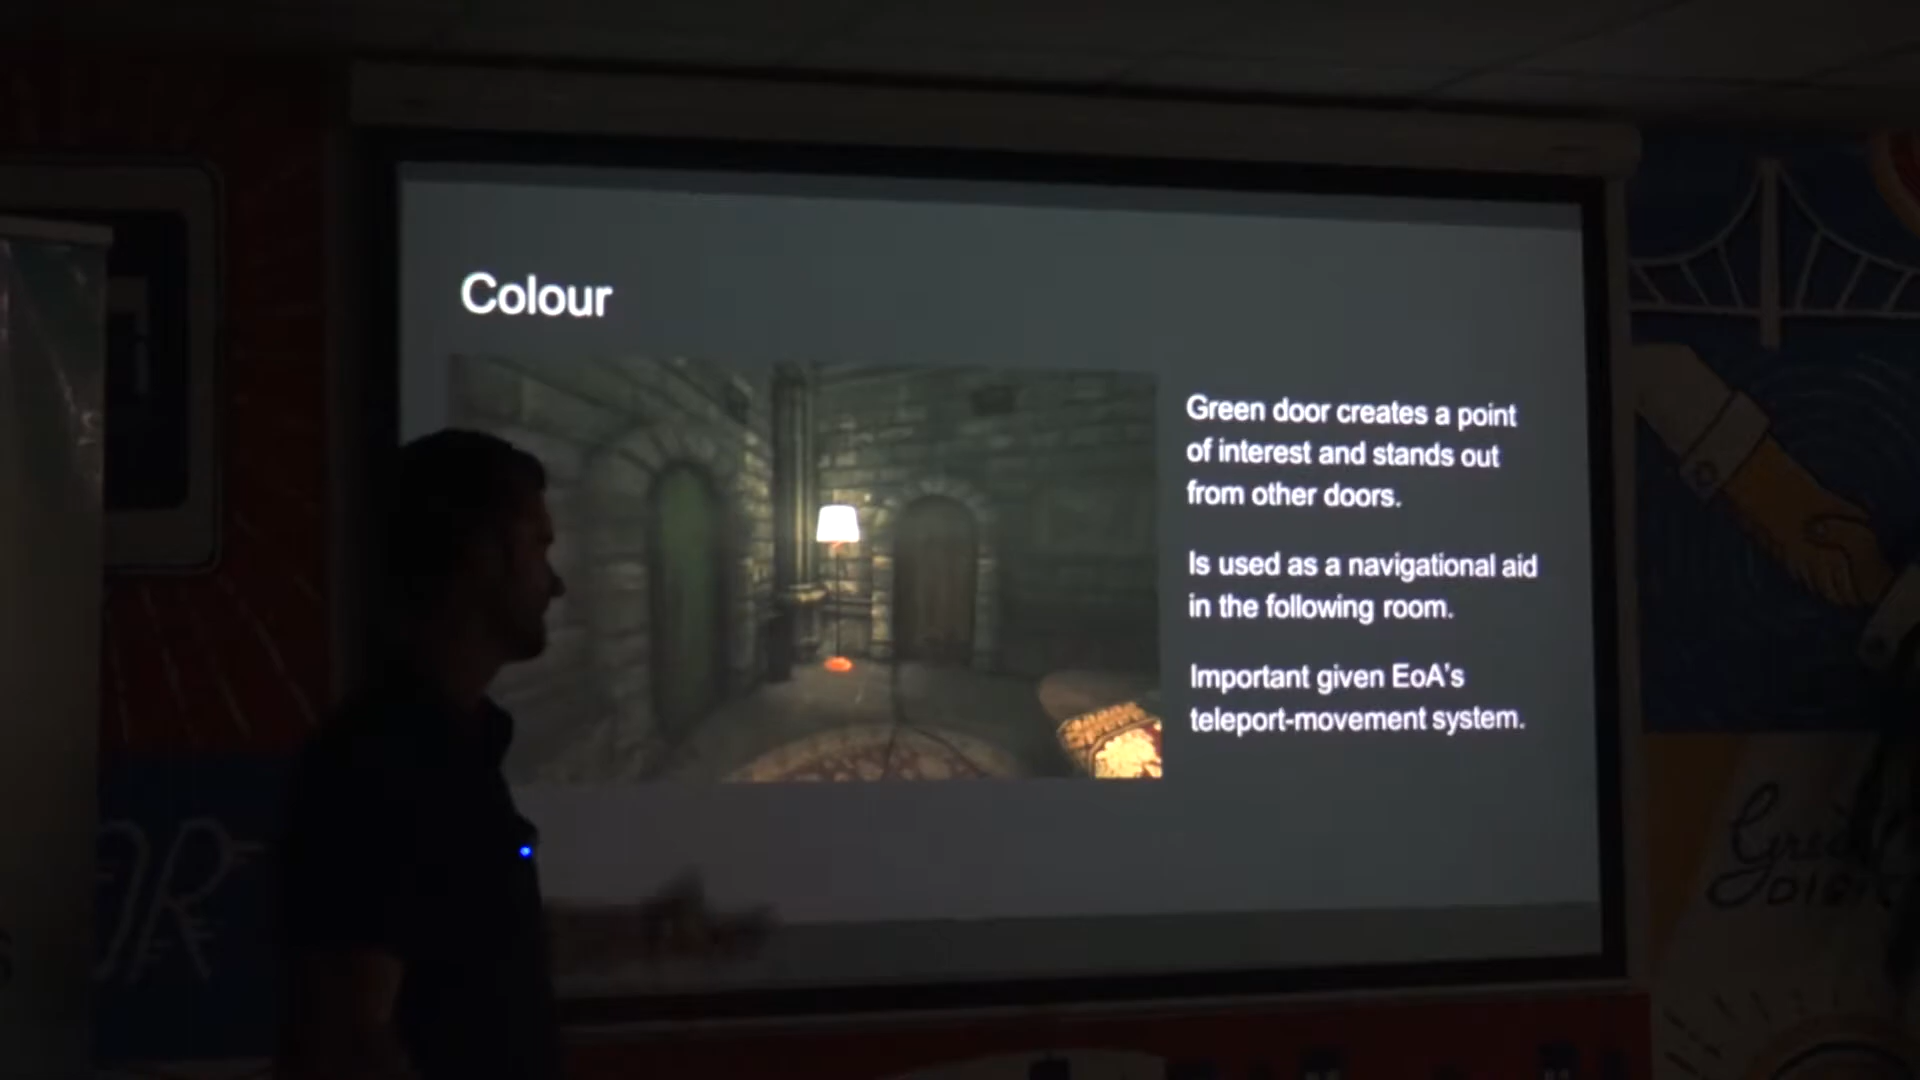 Colour
Green door creates a point
of interest and stands out
from other doors.
Is used as a navigational aid
in the following room.
Important given EoA's
teleport-movement system.